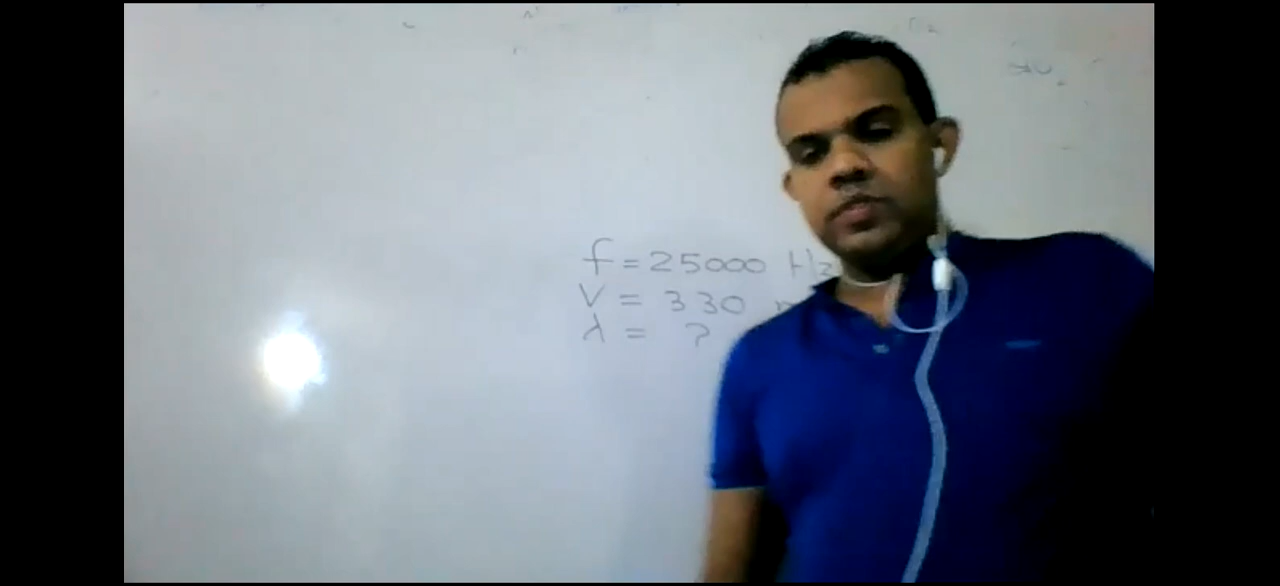 f = 25000 Hz
V = 330
λ = ?